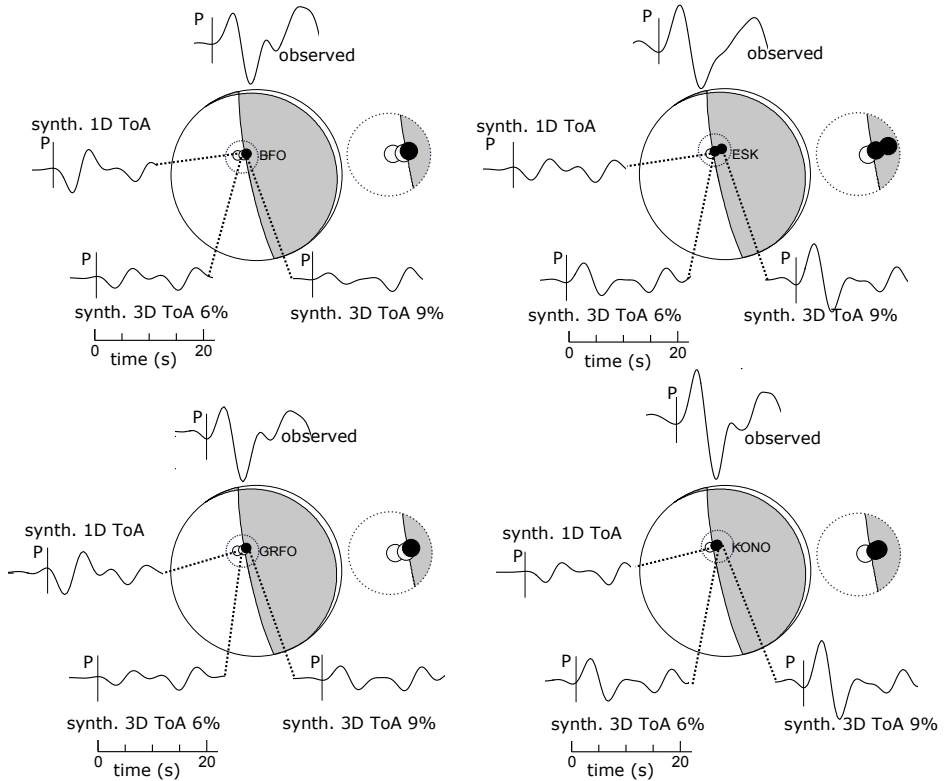 P
observed
synth. 1D ToA
P
BFO
P
P
synth. 3D ToA 6%
synth. 3D ToA 9%
0
20
time (s)
P
observed
synth. 1D ToA
P
ESK
P
P
synth. 3D ToA 6%
synth. 3D ToA 9%
0
20
time (s)
P
observed
synth. 1D ToA
P
GRFO
P
P
synth. 3D ToA 6%
synth. 3D ToA 9%
0
20
time (s)
P
observed
synth. 1D ToA
P
KONO
P
P
synth. 3D ToA 6%
synth. 3D ToA 9%
0
20
time (s)